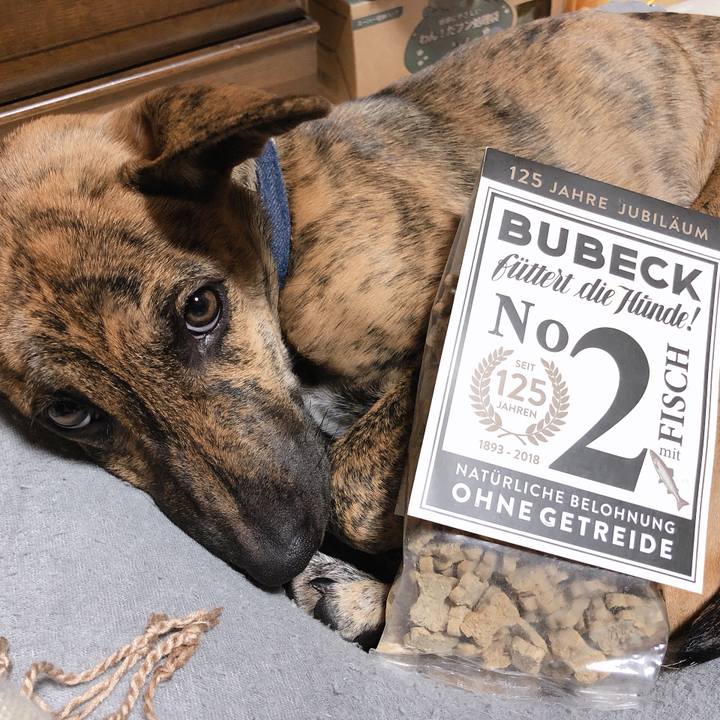 125 JAHRE JUBILÄUM
BUBECK
füttert die Hunde!
No 2
SEIT
125
JAHREN
1893 - 2018
mit FISCH
NATÜRLICHE BELOHNUNG
OHNE GETREIDE